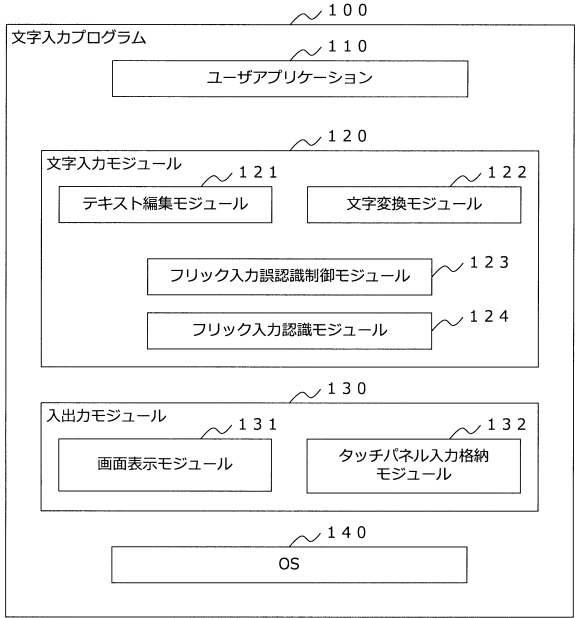 １００
文字入力プログラム
１１０
ユーザアプリケーション
１２０
文字入力モジュール
１２１
テキスト編集モジュール
１２２
文字変換モジュール
１２３
フリック入力誤認識制御モジュール
１２４
フリック入力認識モジュール
１３０
入出力モジュール
１３１
画面表示モジュール
１３２
タッチパネル入力格納
モジュール
１４０
OS